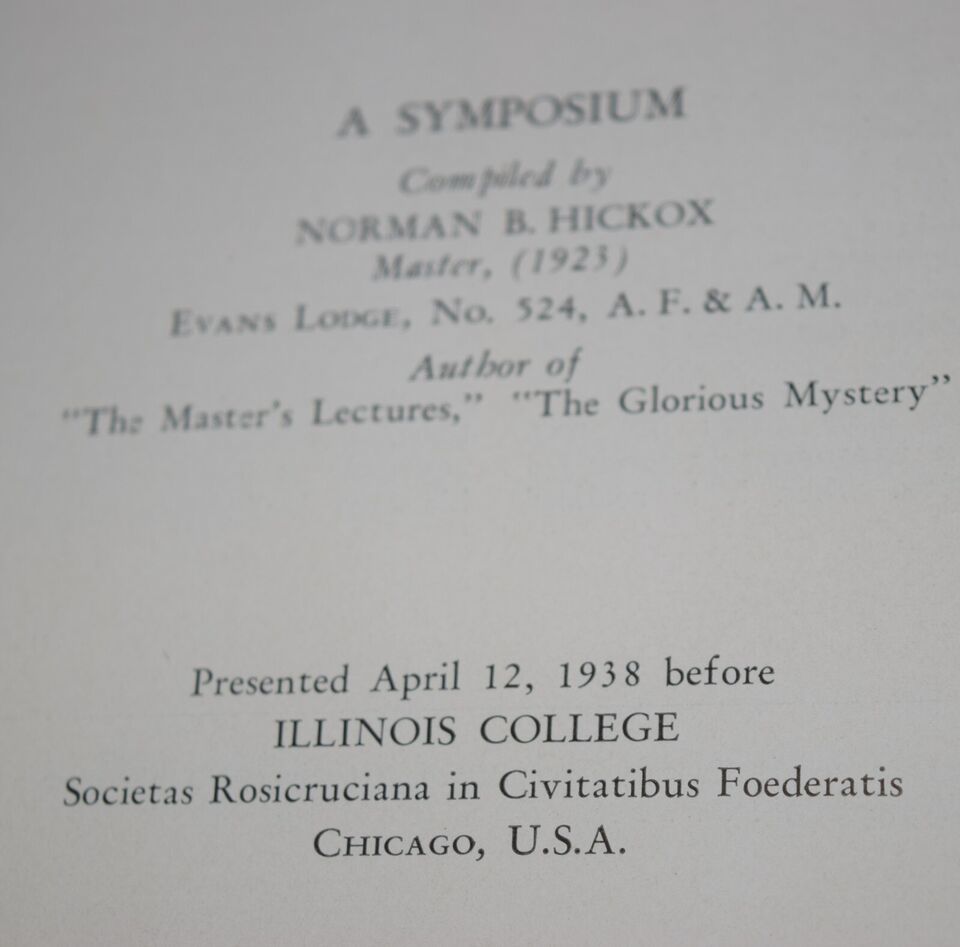 A SYMPOSIUM
Compiled by
NORMAN B. HICKOX
Master, (1923)
EVANS LODGE, NO. 524, A. F. & A. M.
Author of
"The Master's Lectures," "The Glorious Mystery"
Presented April 12, 1938 before
ILLINOIS COLLEGE
Societas Rosicruciana in Civitatibus Foederatis
CHICAGO, U.S.A.